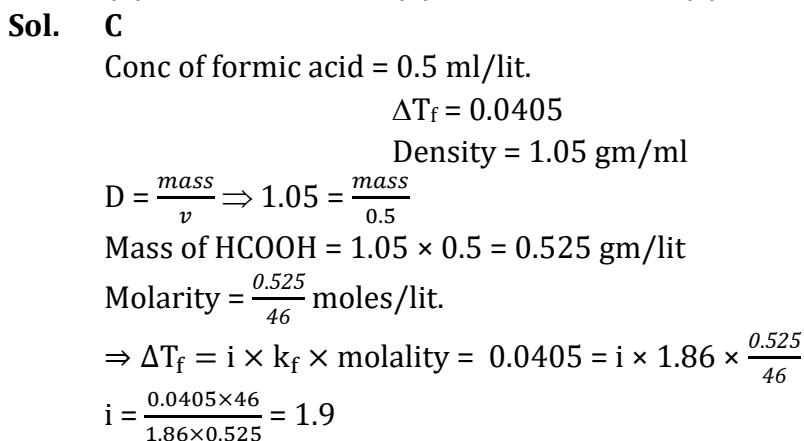 Sol. C
Conc of formic acid = 0.5 ml/lit.
ΔTf = 0.0405
Density = 1.05 gm/ml
D = mass/v ⇒ 1.05 = mass/0.5
Mass of HCOOH = 1.05 × 0.5 = 0.525 gm/lit
Molarity = 0.525/46 moles/lit.
⇒ ΔTf = i × kf × molality = 0.0405 = i × 1.86 × 0.525/46
i = 0.0405×46/1.86×0.525 = 1.9